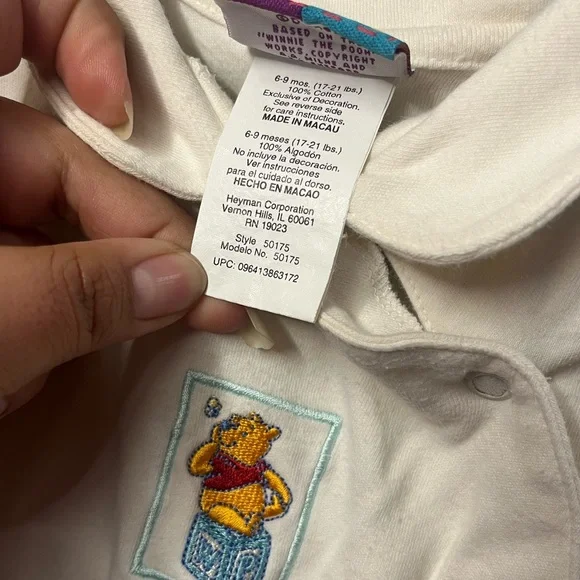 BASED ON THE
"WINNIE THE POOH"
WORKS, COPYRIGHT
A.A. MILNE AND
6-9 mos. (17-21 lbs.)
100% Cotton
Exclusive of Decoration.
See reverse side
for care instructions.
MADE IN MACAU
6-9 meses (17-21 lbs.)
100% Algodón
No incluye la decoración.
Ver instrucciones
para el cuidado al dorso.
HECHO EN MACAO
Heyman Corporation
Vernon Hills, IL 60061
RN 19023
Style 50175
Modelo No. 50175
UPC: 096413863172
W P